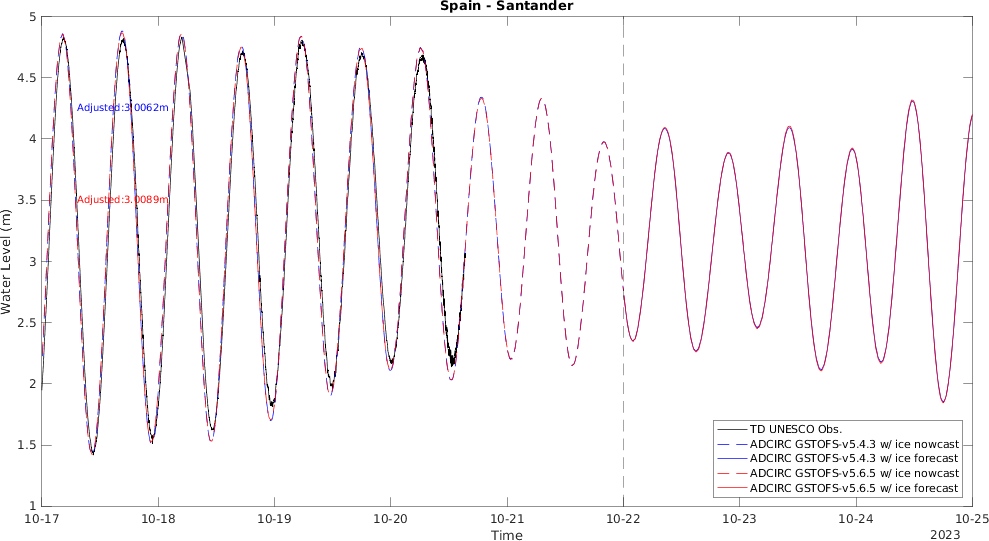 Spain - Santander
5
4.5
4
3.5
3
2.5
2
1.5
1
Water Level (m)
Adjusted:3.0062m
Adjusted:3.0089m
TD UNESCO Obs.
ADCIRC GSTOFS-v5.4.3 w/ ice nowcast
ADCIRC GSTOFS-v5.4.3 w/ ice forecast
ADCIRC GSTOFS-v5.6.5 w/ ice nowcast
ADCIRC GSTOFS-v5.6.5 w/ ice forecast
10-17 10-18 10-19 10-20 10-21 10-22 10-23 10-24 10-25
Time
2023